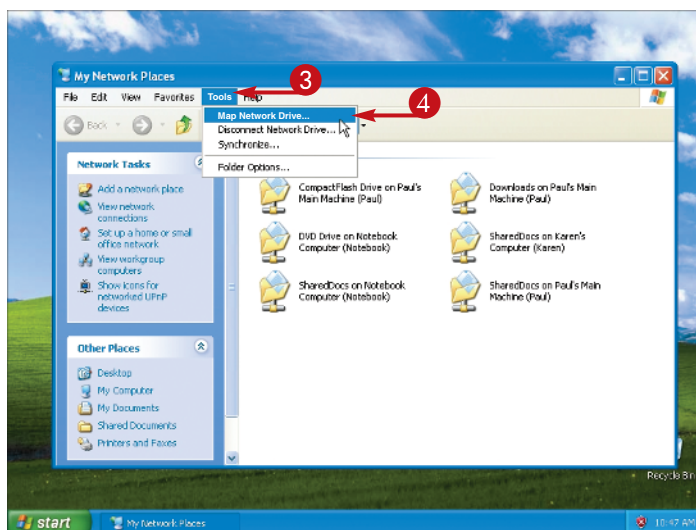 My Network Places
3
File Edit View Favorites Tools Help
4
Map Network Drive...
Disconnect Network Drive...
Synchronize...
Folder Options...
Back
Network Tasks
Add a network place
View network
connections
Set up a home or small
office network
View workgroup
computers
Show icons for
networked UPnP
devices
CompactFlash Drive on Paul's
Main Machine (Paul)
Downloads on Paul's Main
Machine (Paul)
DVD Drive on Notebook
Computer (Notebook)
SharedDocs on Karen's
Computer (Karen)
SharedDocs on Notebook
Computer (Notebook)
SharedDocs on Paul's Main
Machine (Paul)
Other Places
Desktop
My Computer
My Documents
Shared Documents
Printers and Faxes
Recycle Bin
start
My Network Places
10:47 AM